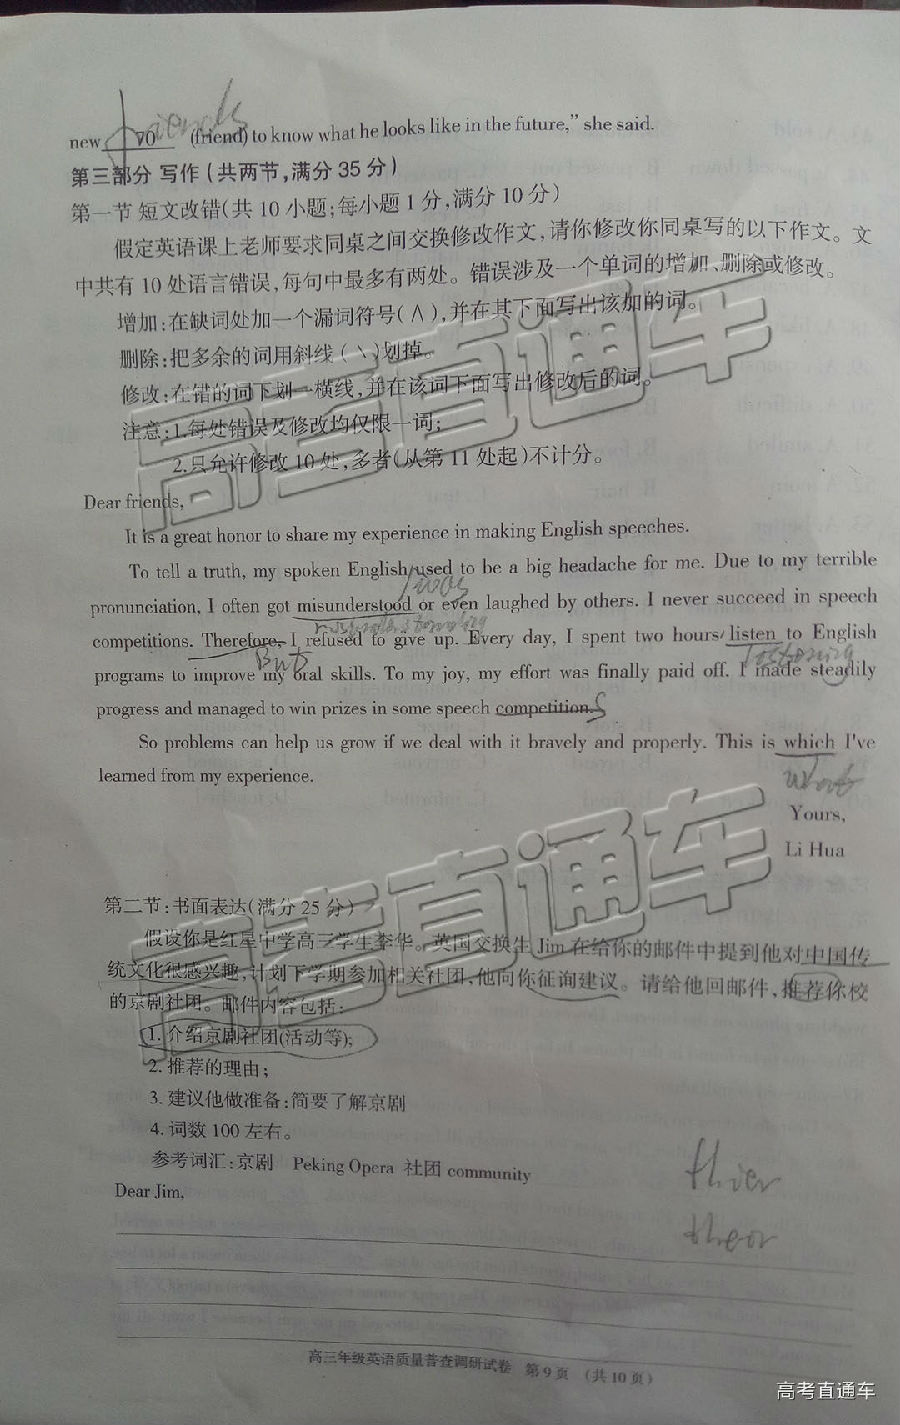 new 70 (friend) to know what he looks like in the future,” she said.
friends
第三部分 写作(共两节,满分35分)
第一节 短文改错(共10小题;每小题1分,满分10分)
假定英语课上老师要求同桌之间交换修改作文,请你修改你同桌写的以下作文。文
中共有10处语言错误,每句中最多有两处。错误涉及一个单词的增加、删除或修改。
增加:在缺词处加一个漏词符号(∧),并在其下面写出该加的词。
删除:把多余的词用斜线(\)划掉。
修改:在错的词下划一横线,并在该词下面写出修改后的词。
注意:1.每处错误及修改均仅限一词;
2.只允许修改10处,多者(从第11处起)不计分。
Dear friends,
It is a great honor to share my experience in making English speeches.
To tell a truth, my spoken English used to be a big headache for me. Due to my terrible
was
pronunciation, I often got misunderstood or even laughed by others. I never succeed in speech
competitions. Therefore, I refused to give up. Every day, I spent two hours listen to English
But
programs to improve my oral skills. To my joy, my effort was finally paid off. I made steadily
progress and managed to win prizes in some speech competition. s
So problems can help us grow if we deal with it bravely and properly. This is which I've
what
learned from my experience.
Yours,
Li Hua
第二节:书面表达(满分25分)
假设你是红星中学高三学生李华。英国交换生Jim在给你的邮件中提到他对中国传
统文化很感兴趣,计划下学期参加相关社团,他向你征询建议。请给他回邮件,推荐你校
的京剧社团。邮件内容包括:
1. 介绍京剧社团(活动等);
2. 推荐的理由;
3. 建议他做准备:简要了解京剧
4. 词数100左右。
参考词汇:京剧 Peking Opera 社团 community
Dear Jim,
高三年级英语质量普查调研试卷 第9页 (共10页)
高考直通车
高考直通车
高考直通车